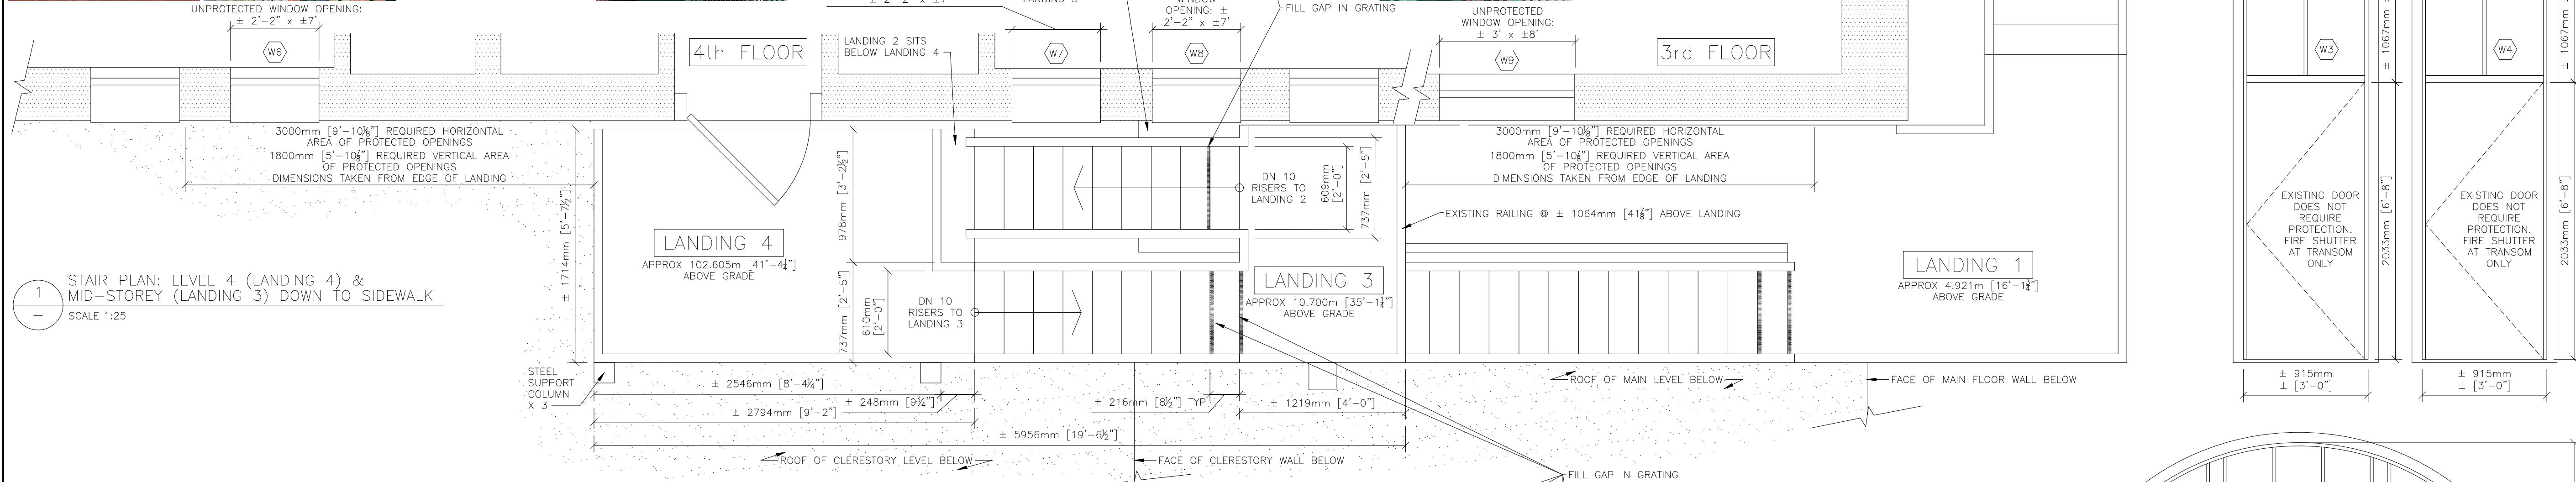 UNPROTECTED WINDOW OPENING:
± 2'-2" x ±7'
W6
4th FLOOR
LANDING 2 SITS
BELOW LANDING 4
W7
WINDOW
OPENING: ±
2'-2" x ±7'
W8
FILL GAP IN GRATING
UNPROTECTED
WINDOW OPENING:
± 3' x ±8'
W9
3rd FLOOR
3000mm [9'-10⅛"] REQUIRED HORIZONTAL
AREA OF PROTECTED OPENINGS
1800mm [5'-10⅞"] REQUIRED VERTICAL AREA
OF PROTECTED OPENINGS
DIMENSIONS TAKEN FROM EDGE OF LANDING
± 1714mm [5'-7½"]
1
—
STAIR PLAN: LEVEL 4 (LANDING 4) &
MID-STOREY (LANDING 3) DOWN TO SIDEWALK
SCALE 1:25
LANDING 4
APPROX 102.605m [41'-4¼"]
ABOVE GRADE
978mm [3'-2½"]
737mm [2'-5"]
610mm
[2'-0"]
DN 10
RISERS TO
LANDING 3
DN 10
RISERS TO
LANDING 2
609mm
[2'-0"]
737mm [2'-5"]
LANDING 3
APPROX 10.700m [35'-1¼"]
ABOVE GRADE
3000mm [9'-10⅛"] REQUIRED HORIZONTAL
AREA OF PROTECTED OPENINGS
1800mm [5'-10⅞"] REQUIRED VERTICAL AREA
OF PROTECTED OPENINGS
DIMENSIONS TAKEN FROM EDGE OF LANDING
EXISTING RAILING @ ± 1064mm [41⅞"] ABOVE LANDING
LANDING 1
APPROX 4.921m [16'-1¾"]
ABOVE GRADE
STEEL
SUPPORT
COLUMN
X 3
± 2546mm [8'-4¼"]
± 248mm [9¾"]
± 2794mm [9'-2"]
± 216mm [8½"] TYP
± 1219mm [4'-0"]
± 5956mm [19'-6½"]
ROOF OF CLERESTORY LEVEL BELOW
FACE OF CLERESTORY WALL BELOW
ROOF OF MAIN LEVEL BELOW
FACE OF MAIN FLOOR WALL BELOW
FILL GAP IN GRATING
W3
± 1067mm
EXISTING DOOR
DOES NOT
REQUIRE
PROTECTION.
FIRE SHUTTER
AT TRANSOM
ONLY
2033mm [6'-8"]
± 915mm
± [3'-0"]
W4
± 1067mm
EXISTING DOOR
DOES NOT
REQUIRE
PROTECTION.
FIRE SHUTTER
AT TRANSOM
ONLY
2033mm [6'-8"]
± 915mm
± [3'-0"]